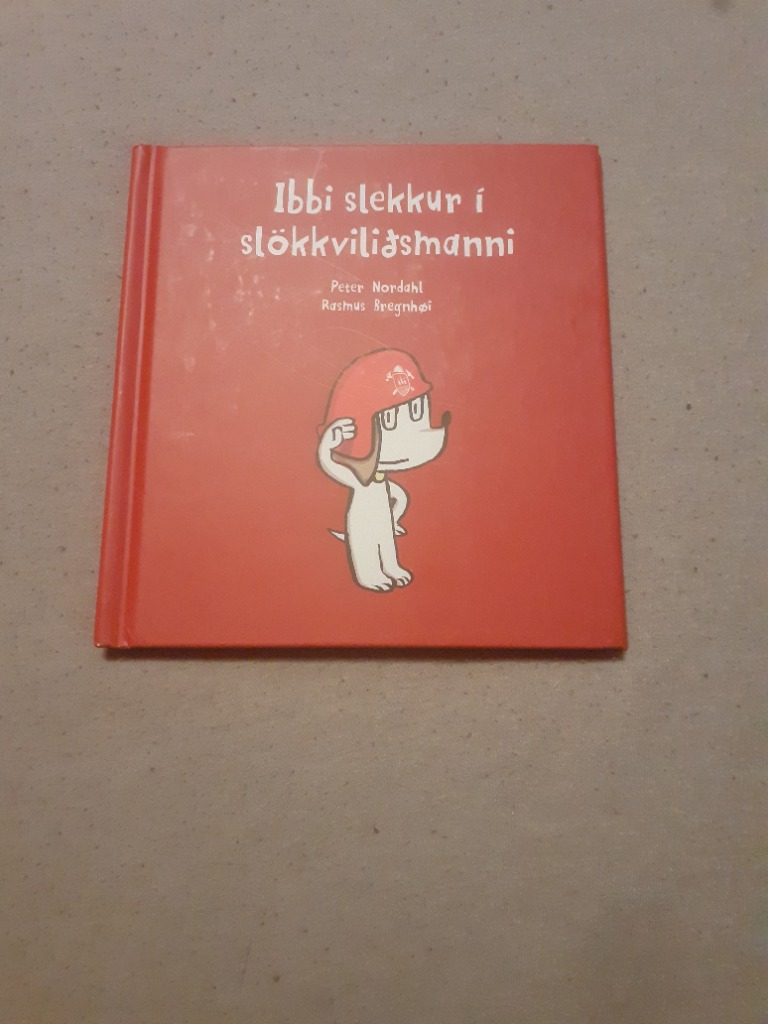 Ibbi slekkur í
slökkviliðsmanni
Peter Nordahl
Rasmus Bregnhøi